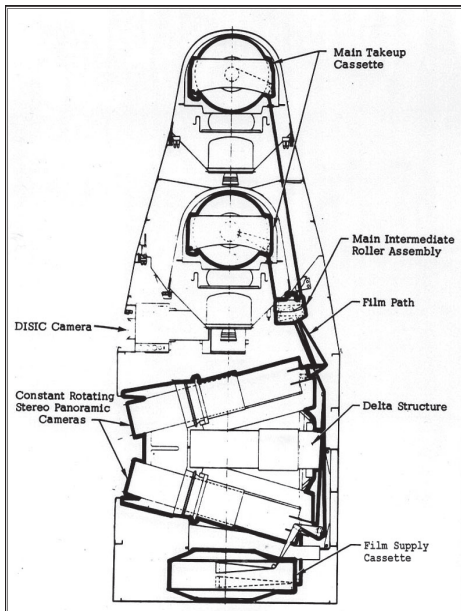 Main Takeup
Cassette
Main Intermediate
Roller Assembly
Film Path
DISIC Camera
Constant Rotating
Stereo Panoramic
Cameras
Delta Structure
Film Supply
Cassette